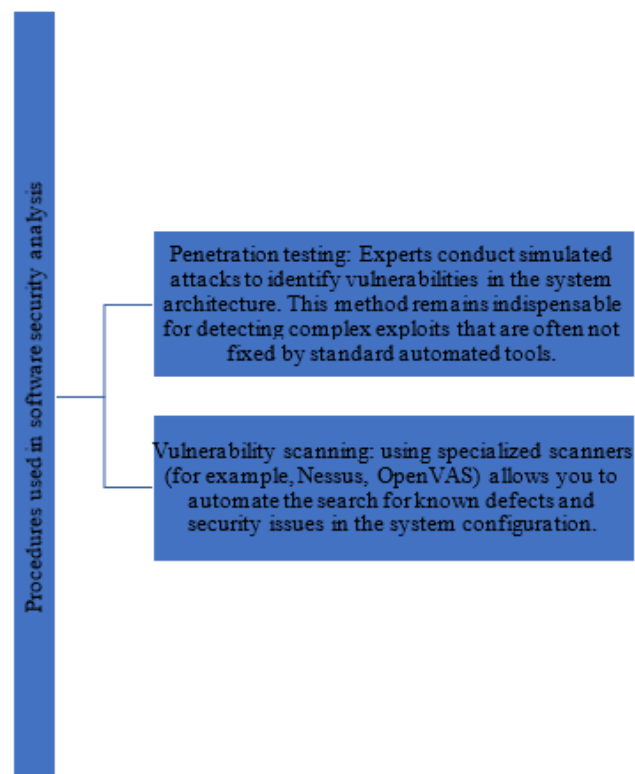 Procedures used in software security analysis
Penetration testing: Experts conduct simulated
attacks to identify vulnerabilities in the system
architecture. This method remains indispensable
for detecting complex exploits that are often not
fixed by standard automated tools.
Vulnerability scanning: using specialized scanners
(for example, Nessus, OpenVAS) allows you to
automate the search for known defects and
security issues in the system configuration.